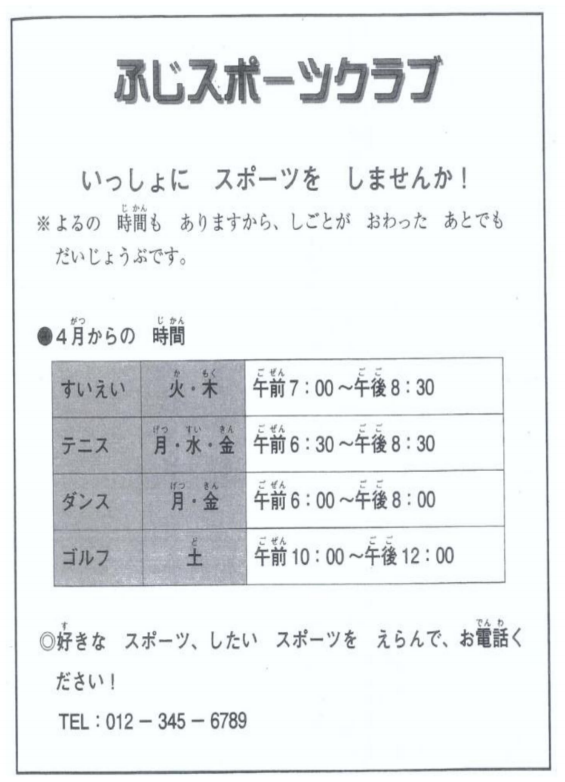 ふじスポーツクラブ
いっしょに　スポーツを　しませんか！
※よるの　時間も　ありますから、しごとが　おわった　あとでも
だいじょうぶです。
●4月からの　時間
すいえい　火・木　午前7：00～午後8：30
テニス　月・水・金　午前6：30～午後8：30
ダンス　月・金　午前6：00～午後8：00
ゴルフ　土　午前10：00～午後12：00
◎好きな　スポーツ、したい　スポーツを　えらんで、お電話く
ださい！
TEL：012－345－6789